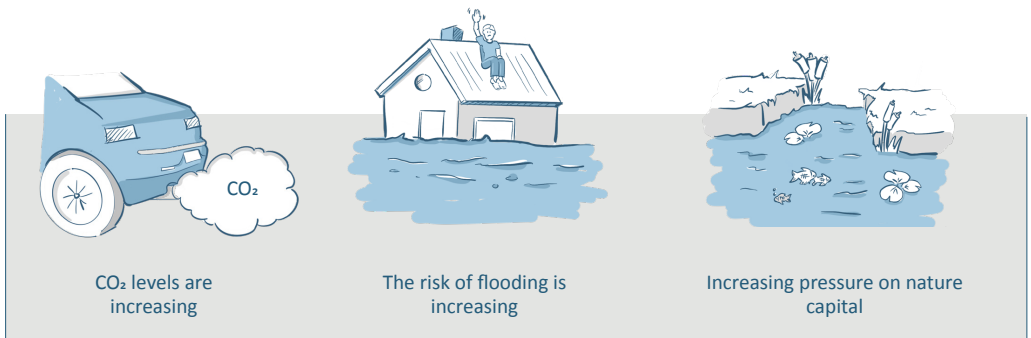 CO₂
CO₂ levels are
increasing
The risk of flooding is
increasing
Increasing pressure on nature
capital